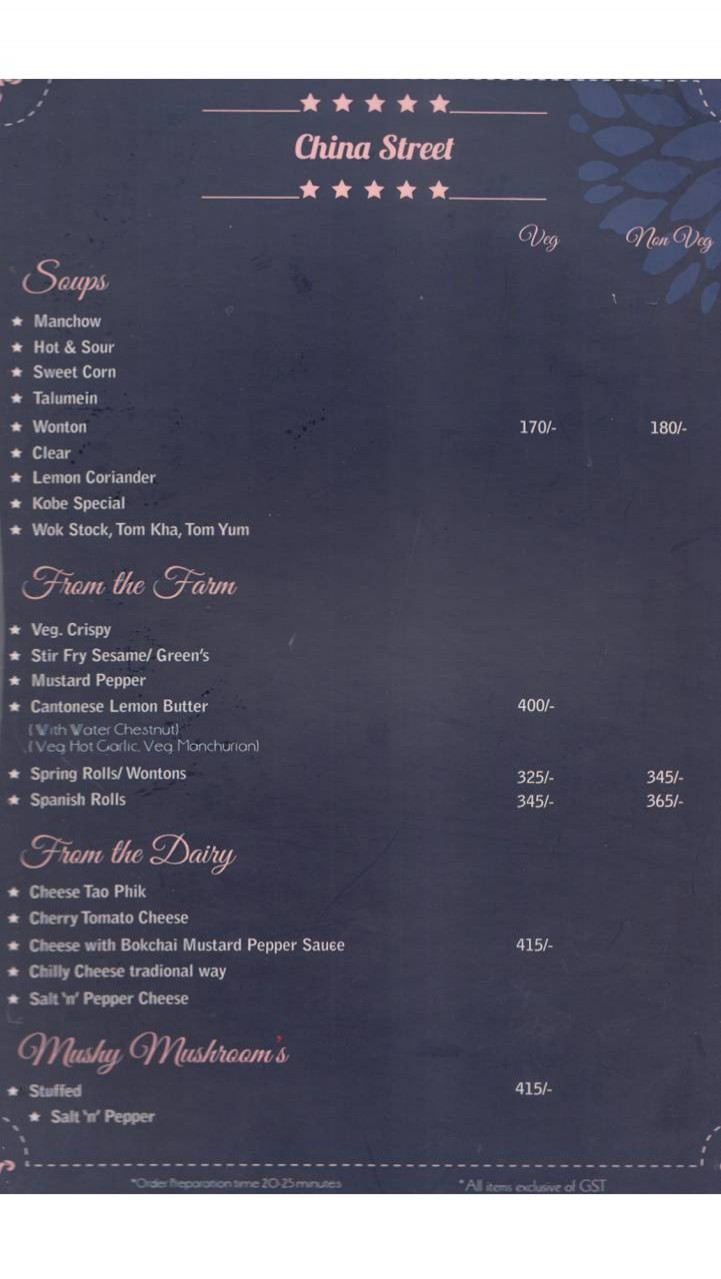 China Street
Veg Non Veg
Soups
Manchow
Hot & Sour
Sweet Corn
Talumein
Wonton 170/- 180/-
Clear
Lemon Coriander
Kobe Special
Wok Stock, Tom Kha, Tom Yum
From the Farm
Veg. Crispy
Stir Fry Sesame/ Green's
Mustard Pepper
Cantonese Lemon Butter 400/-
(With Water Chestnut)
(Veg. Hot Garlic, Veg. Manchurian)
Spring Rolls/ Wontons 325/- 345/-
Spanish Rolls 345/- 365/-
From the Dairy
Cheese Tao Phik
Cherry Tomato Cheese
Cheese with Bokchai Mustard Pepper Sauce 415/-
Chilly Cheese tradional way
Salt 'n' Pepper Cheese
Mushy Mushroom's
Stuffed 415/-
Salt 'n' Pepper
*Order Preparation time 20-25 minutes *All items exclusive of GST